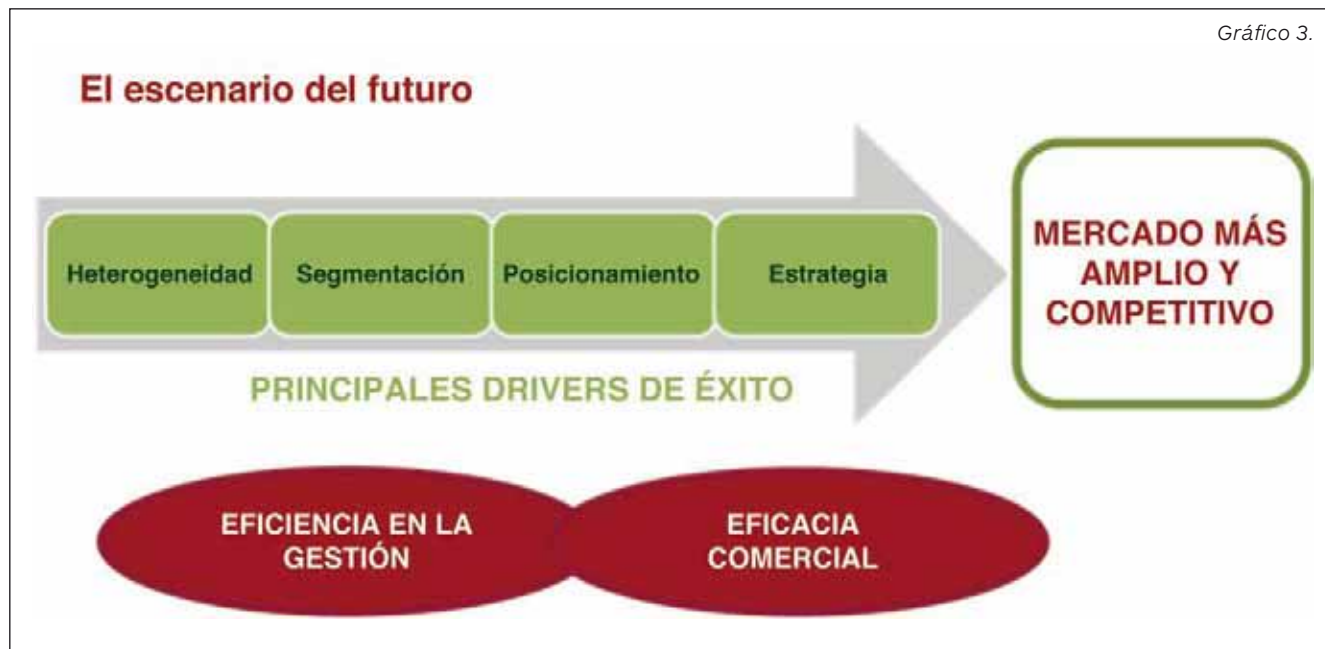 Gráfico 3.
El escenario del futuro
Heterogeneidad
Segmentación
Posicionamiento
Estrategia
MERCADO MÁS
AMPLIO Y
COMPETITIVO
PRINCIPALES DRIVERS DE ÉXITO
EFICIENCIA EN LA
GESTIÓN
EFICACIA
COMERCIAL